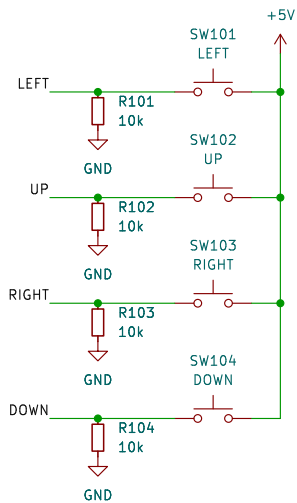 +5V
SW101
LEFT
LEFT
R101
10k
GND
SW102
UP
UP
R102
10k
GND
SW103
RIGHT
RIGHT
R103
10k
GND
SW104
DOWN
DOWN
R104
10k
GND